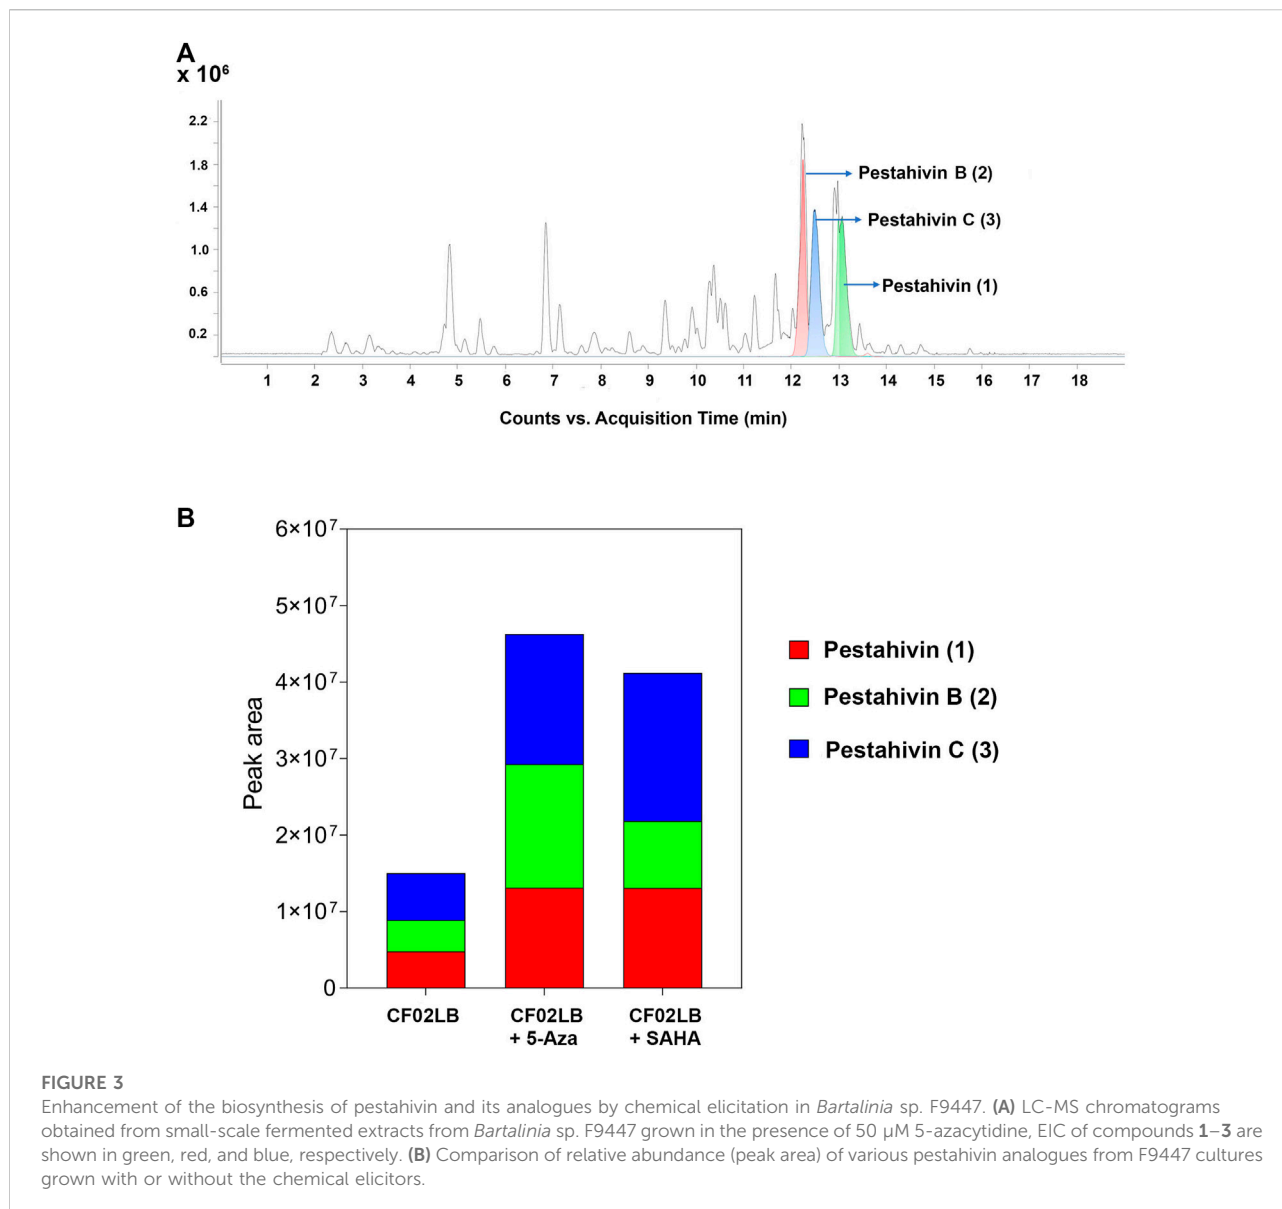 A
x 10⁶
2.2
1.8
1.4
1.0
0.6
0.2
Pestahivin B (2)
Pestahivin C (3)
Pestahivin (1)
1 2 3 4 5 6 7 8 9 10 11 12 13 14 15 16 17 18
Counts vs. Acquisition Time (min)
B
6×10⁷
5×10⁷
4×10⁷
3×10⁷
2×10⁷
1×10⁷
0
Peak area
Pestahivin (1)
Pestahivin B (2)
Pestahivin C (3)
CF02LB
CF02LB
+ 5-Aza
CF02LB
+ SAHA
FIGURE 3
Enhancement of the biosynthesis of pestahivin and its analogues by chemical elicitation in Bartalinia sp. F9447. (A) LC-MS chromatograms
obtained from small-scale fermented extracts from Bartalinia sp. F9447 grown in the presence of 50 µM 5-azacytidine, EIC of compounds 1–3 are
shown in green, red, and blue, respectively. (B) Comparison of relative abundance (peak area) of various pestahivin analogues from F9447 cultures
grown with or without the chemical elicitors.